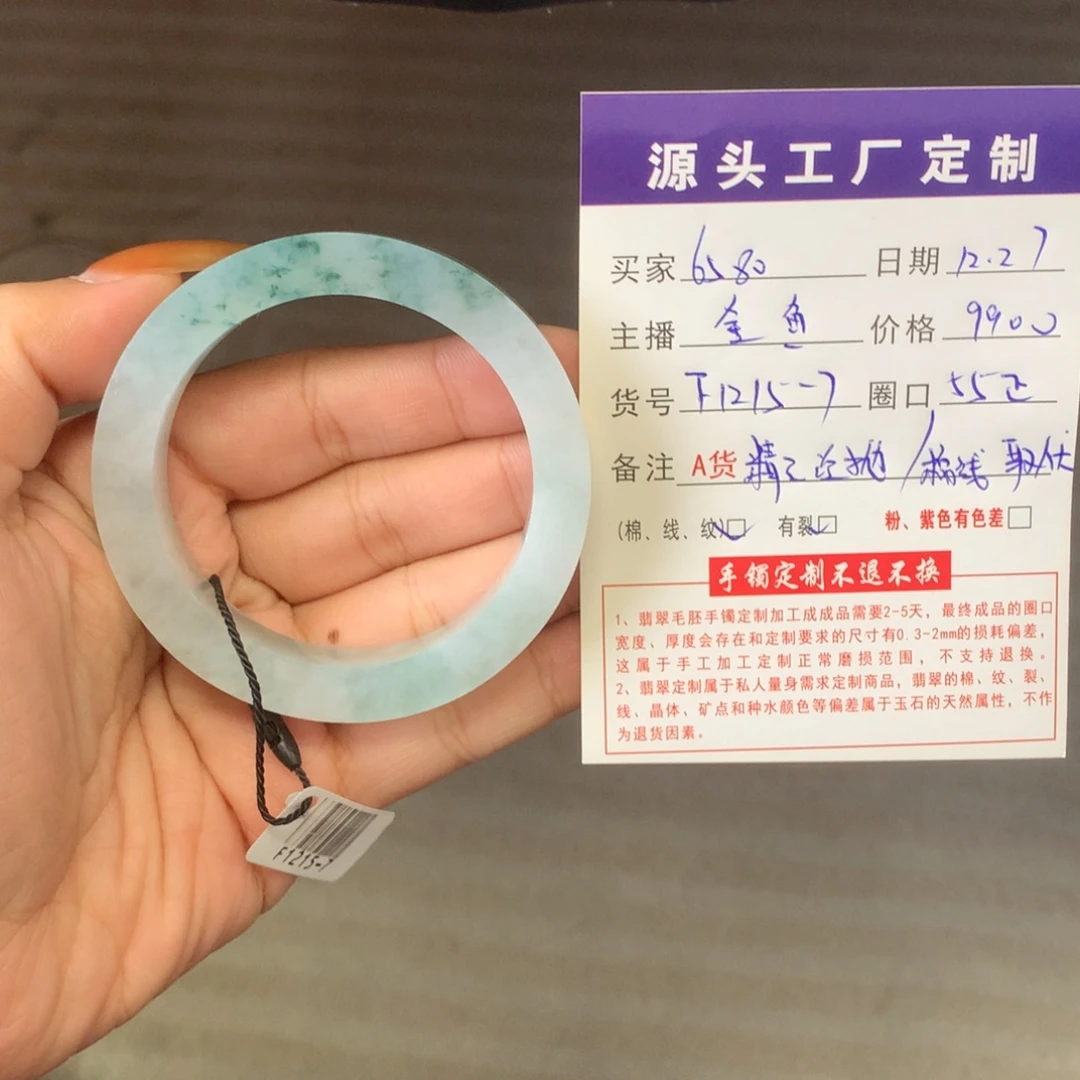 源头工厂定制
买家 6580 日期 12.27
主播 金鱼 价格 9900
货号 F1215-7 圈口 55正
备注 A货
(棉、线、纹)□ 有裂□ 粉、紫色有色差□
手镯定制不退不换
1、翡翠毛胚手镯定制加工成成品需要2-5天，最终成品的圈口
宽度、厚度会存在和定制要求的尺寸有0.3-2mm的损耗偏差，
这属于手工加工定制正常磨损范围，不支持退换。
2、翡翠定制属于私人量身需求定制商品，翡翠的棉、纹、裂、
线、晶体、矿点和种水颜色等偏差属于玉石的天然属性，不作
为退货因素。
F1215-7